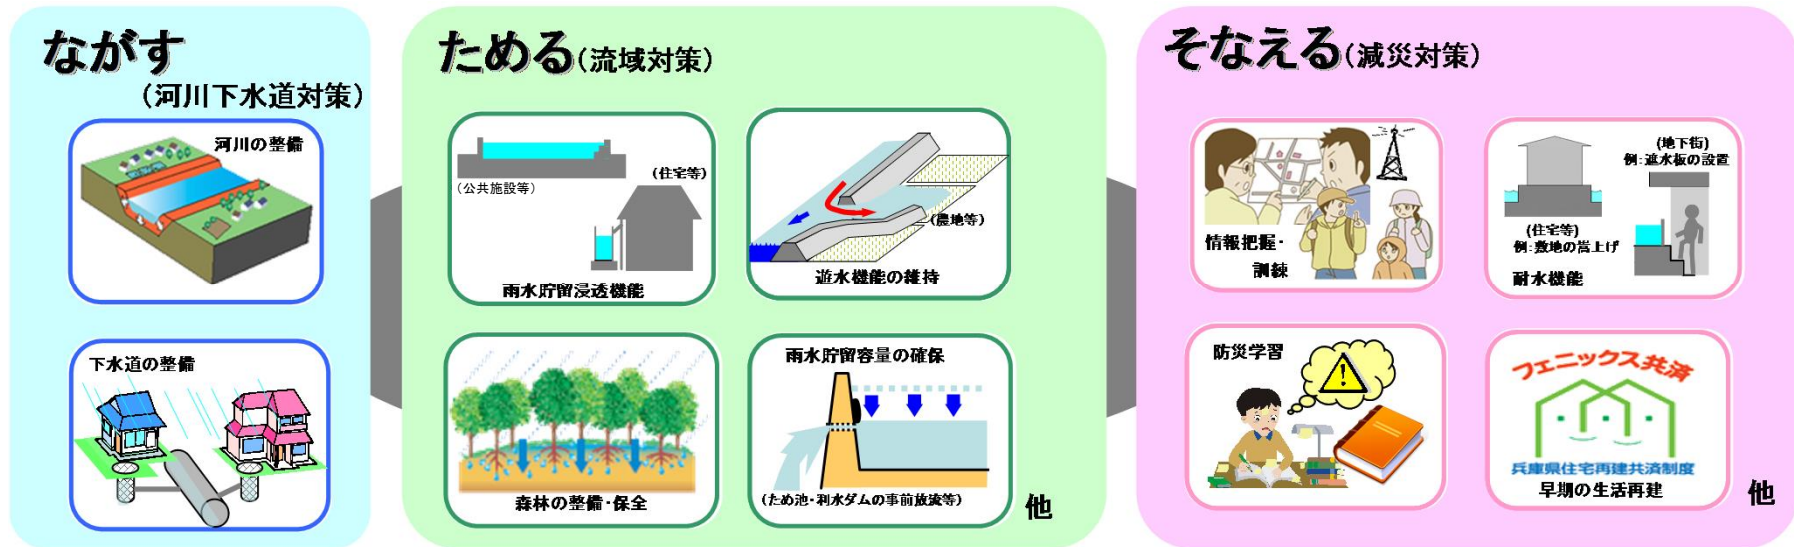 ながす
(河川下水道対策)
河川の整備
下水道の整備
ためる(流域対策)
(公共施設等)
(住宅等)
雨水貯留浸透機能
(農地等)
遊水機能の維持
森林の整備・保全
雨水貯留容量の確保
(ため池・利水ダムの事前放流等)
他
そなえる(減災対策)
情報把握・
訓練
(地下街)
例:遮水板の設置
(住宅等)
例:敷地の嵩上げ
耐水機能
防災学習
!
フェニックス共済
兵庫県住宅再建共済制度
早期の生活再建
他